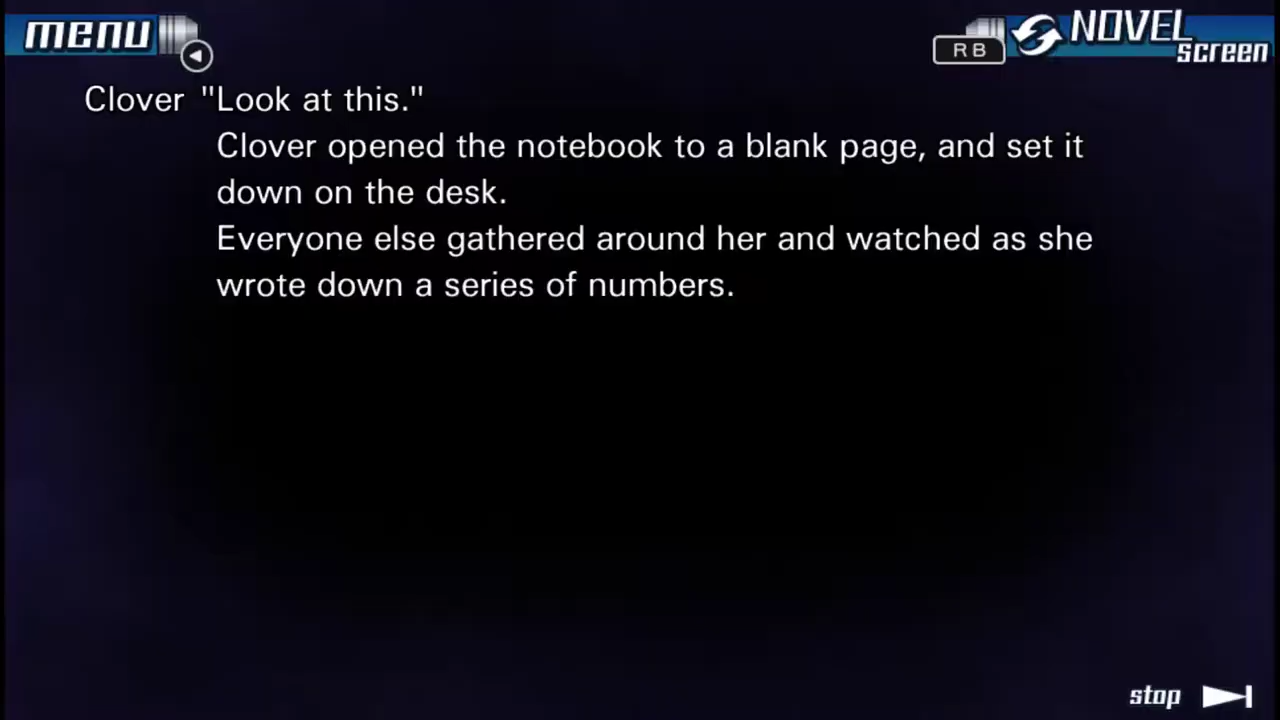 menu
RB NOVEL
screen
Clover "Look at this."
Clover opened the notebook to a blank page, and set it
down on the desk.
Everyone else gathered around her and watched as she
wrote down a series of numbers.
stop